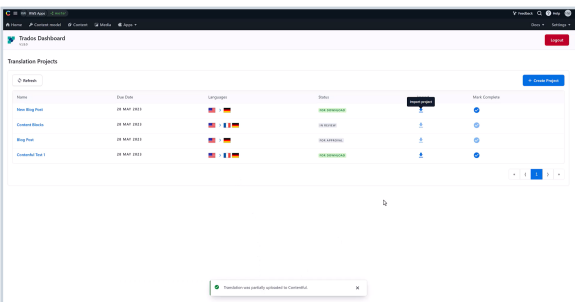 RWS Apps
Feedback
Help
Home Content model Content Media Apps
Docs Settings
Trados Dashboard
Logout
Translation Projects
Refresh
+ Create Project
Name Due Date Languages Status Mark Complete
Import project
New Blog Post 28 MAY 2023 FOR DOWNLOAD
Content Blocks 28 MAY 2023 IN REVIEW
Blog Post 28 MAY 2023 FOR APPROVAL
Contentful Test 1 28 MAY 2023 FOR DOWNLOAD
« ⟨ 1 ⟩ »
Translation was partially uploaded to Contentful.